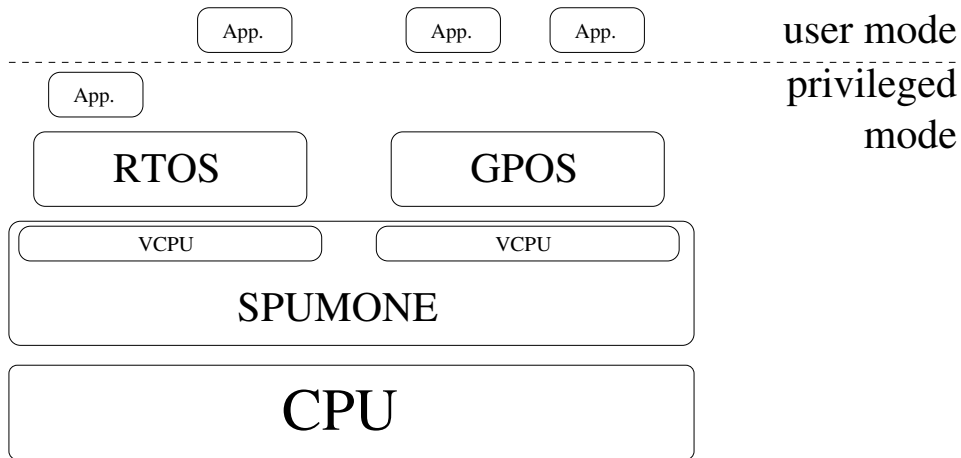 App.
App.
App.
user mode
App.
privileged
mode
RTOS
GPOS
VCPU
VCPU
SPUMONE
CPU